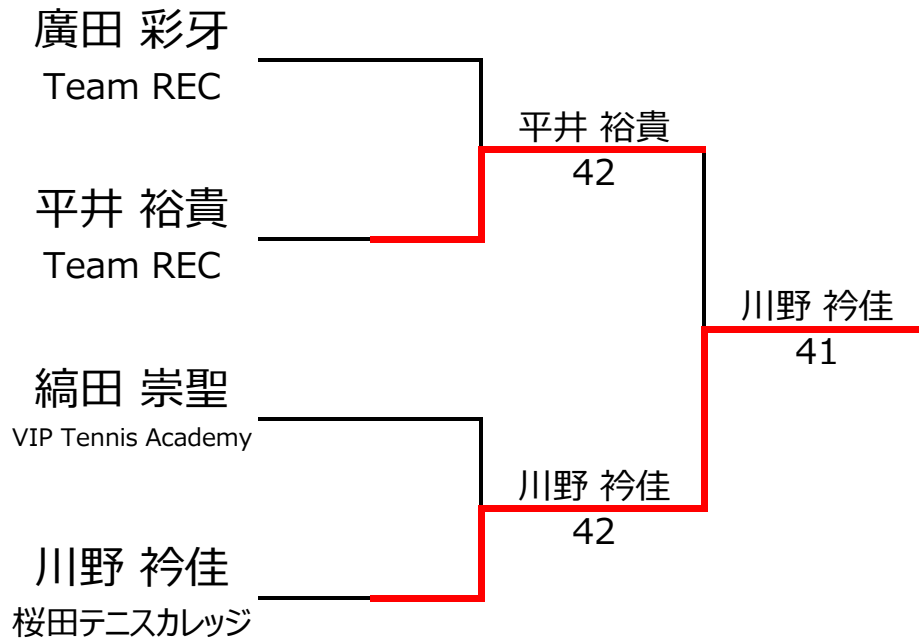 廣田 彩牙
Team REC
平井 裕貴
42
平井 裕貴
Team REC
川野 衿佳
41
縞田 崇聖
VIP Tennis Academy
川野 衿佳
42
川野 衿佳
桜田テニスカレッジ